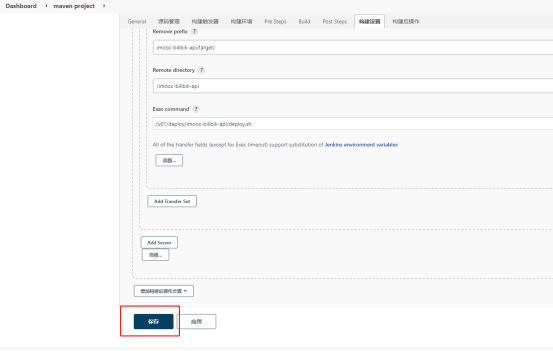 Dashboard › maven project ›
General 源码管理 构建触发器 构建环境 Pre Steps Build Post Steps 构建设置 构建后操作
Remove prefix ?
imooc-bilibili-api/target/
Remote directory ?
/imooc-bilibili-api
Exec command ?
/u01/deploy/imooc-bilibili-api/deploy.sh
All of the transfer fields (except for Exec timeout) support substitution of Jenkins environment variables
高级...
Add Transfer Set
Add Server
高级...
增加构建后操作步骤
保存 应用